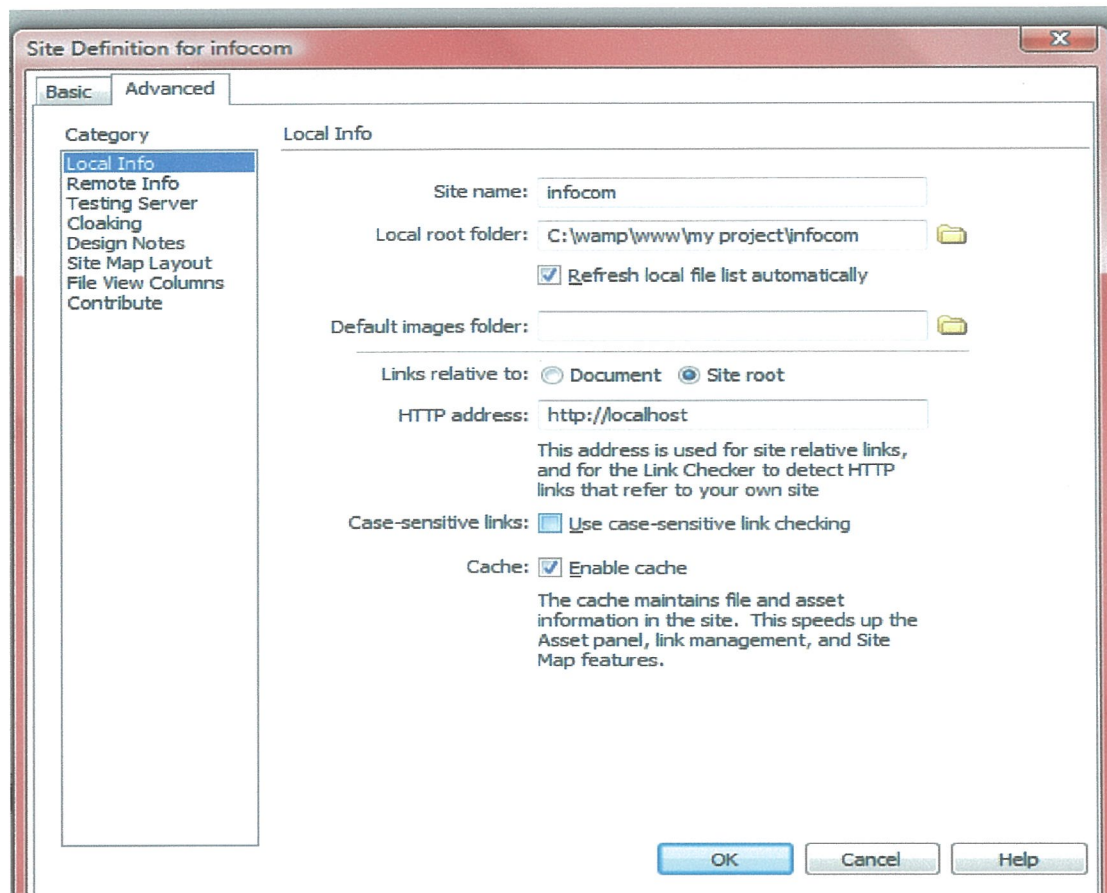 Site Definition for infocom
Basic
Advanced
Category
Local Info
Remote Info
Testing Server
Cloaking
Design Notes
Site Map Layout
File View Columns
Contribute
Local Info
Site name: infocom
Local root folder: C:\wamp\www\my project\infocom
Refresh local file list automatically
Default images folder:
Links relative to: Document Site root
HTTP address: http://localhost
This address is used for site relative links,
and for the Link Checker to detect HTTP
links that refer to your own site
Case-sensitive links: Use case-sensitive link checking
Cache: Enable cache
The cache maintains file and asset
information in the site. This speeds up the
Asset panel, link management, and Site
Map features.
OK
Cancel
Help